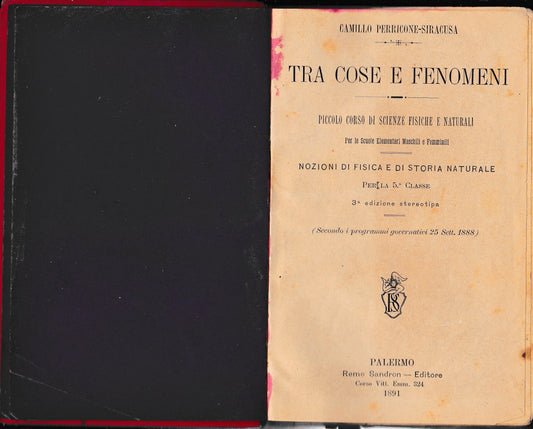 CAMILLO PERRICONE-SIRACUSA
TRA COSE E FENOMENI
PICCOLO CORSO DI SCIENZE FISICHE E NATURALI
Per le Scuole Elementari Maschili e Femminili
NOZIONI DI FISICA E DI STORIA NATURALE
PER LA 5.ª CLASSE
3ª edizione stereotipa
(Secondo i programmi governativi 25 Sett. 1888)
RS
PALERMO
Remo Sandron — Editore
Corso Vitt. Eman. 324
1891